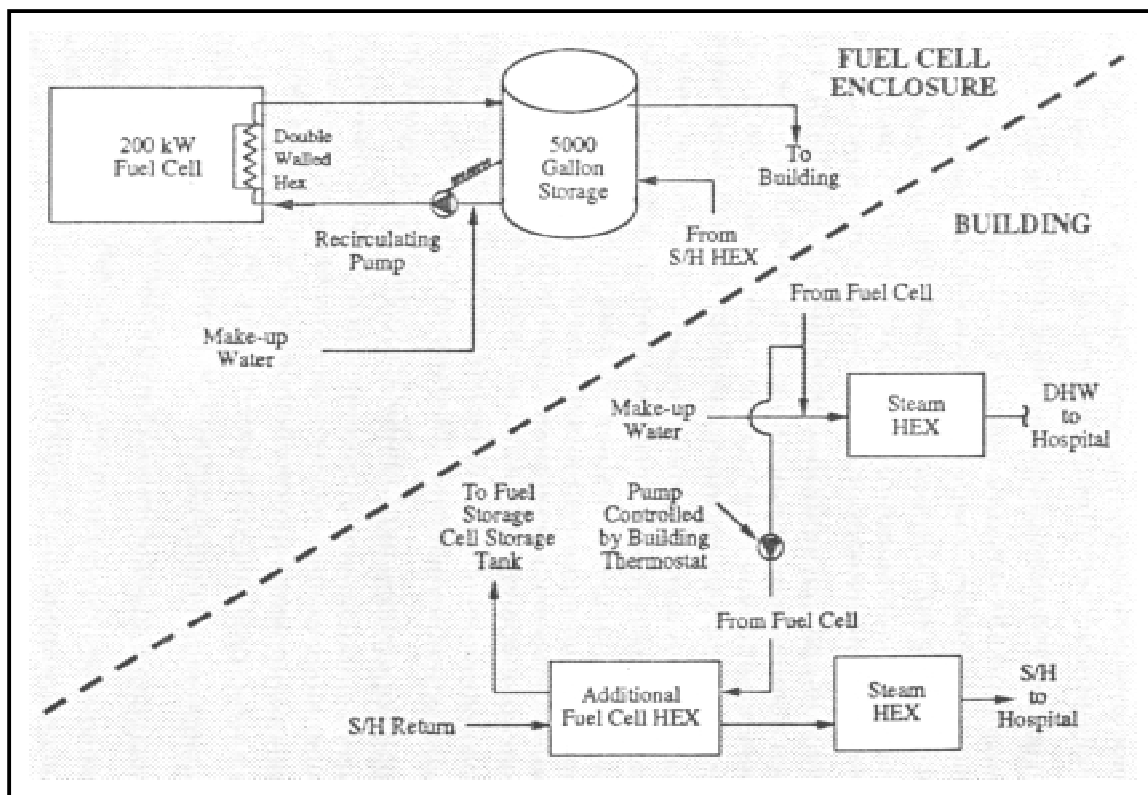 FUEL CELL
ENCLOSURE
200 kW
Fuel Cell
Double
Walled
Hex
5000
Gallon
Storage
To
Building
Recirculating
Pump
From
S/H HEX
BUILDING
Make-up
Water
From Fuel Cell
Make-up
Water
Steam
HEX
DHW
to
Hospital
To Fuel
Storage
Cell Storage
Tank
Pump
Controlled
by Building
Thermostat
From Fuel Cell
S/H Return
Additional
Fuel Cell HEX
Steam
HEX
S/H
to
Hospital